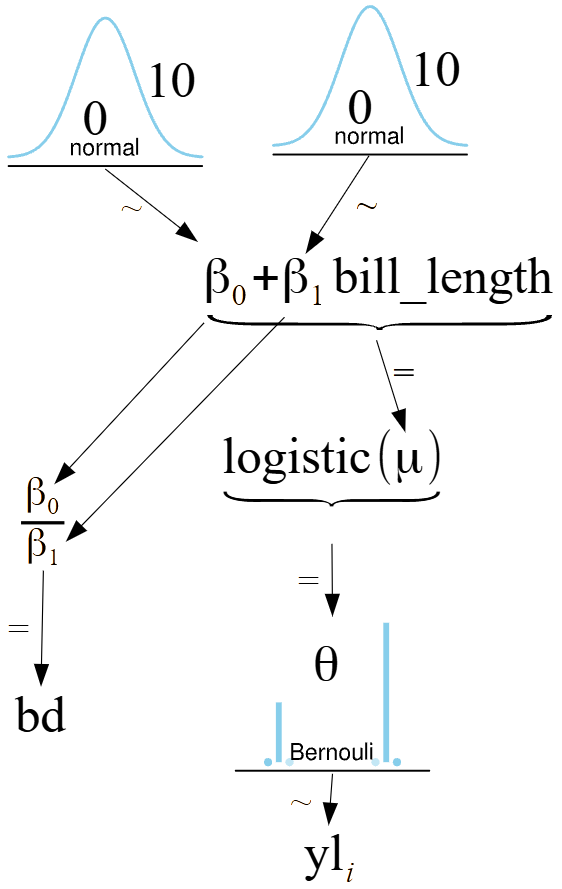 10 10
0 0
normal normal
~ ~
β₀+β₁ bill_length
=
logistic(μ)
β₀
β₁
=
=
θ
bd
Bernouli
~
ylᵢ